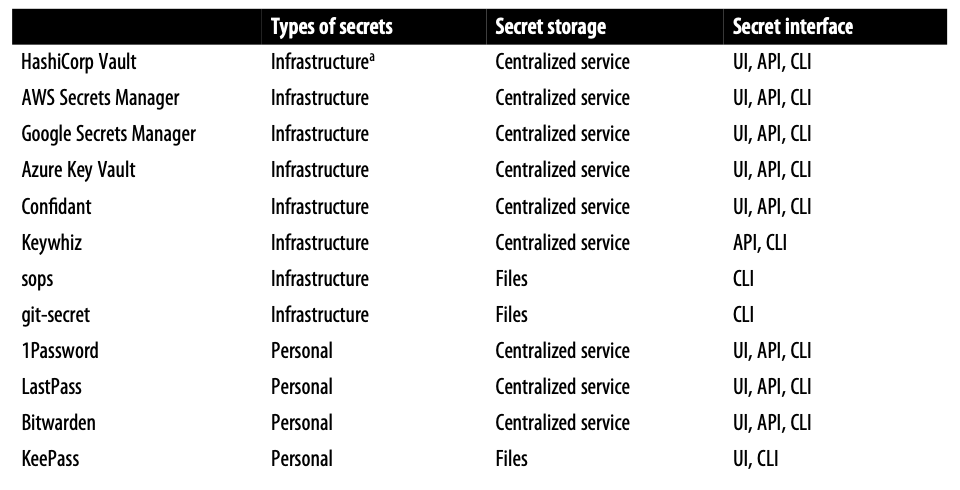 Types of secrets Secret storage Secret interface
HashiCorp Vault Infrastructureᵃ Centralized service UI, API, CLI
AWS Secrets Manager Infrastructure Centralized service UI, API, CLI
Google Secrets Manager Infrastructure Centralized service UI, API, CLI
Azure Key Vault Infrastructure Centralized service UI, API, CLI
Confidant Infrastructure Centralized service UI, API, CLI
Keywhiz Infrastructure Centralized service API, CLI
sops Infrastructure Files CLI
git-secret Infrastructure Files CLI
1Password Personal Centralized service UI, API, CLI
LastPass Personal Centralized service UI, API, CLI
Bitwarden Personal Centralized service UI, API, CLI
KeePass Personal Files UI, CLI